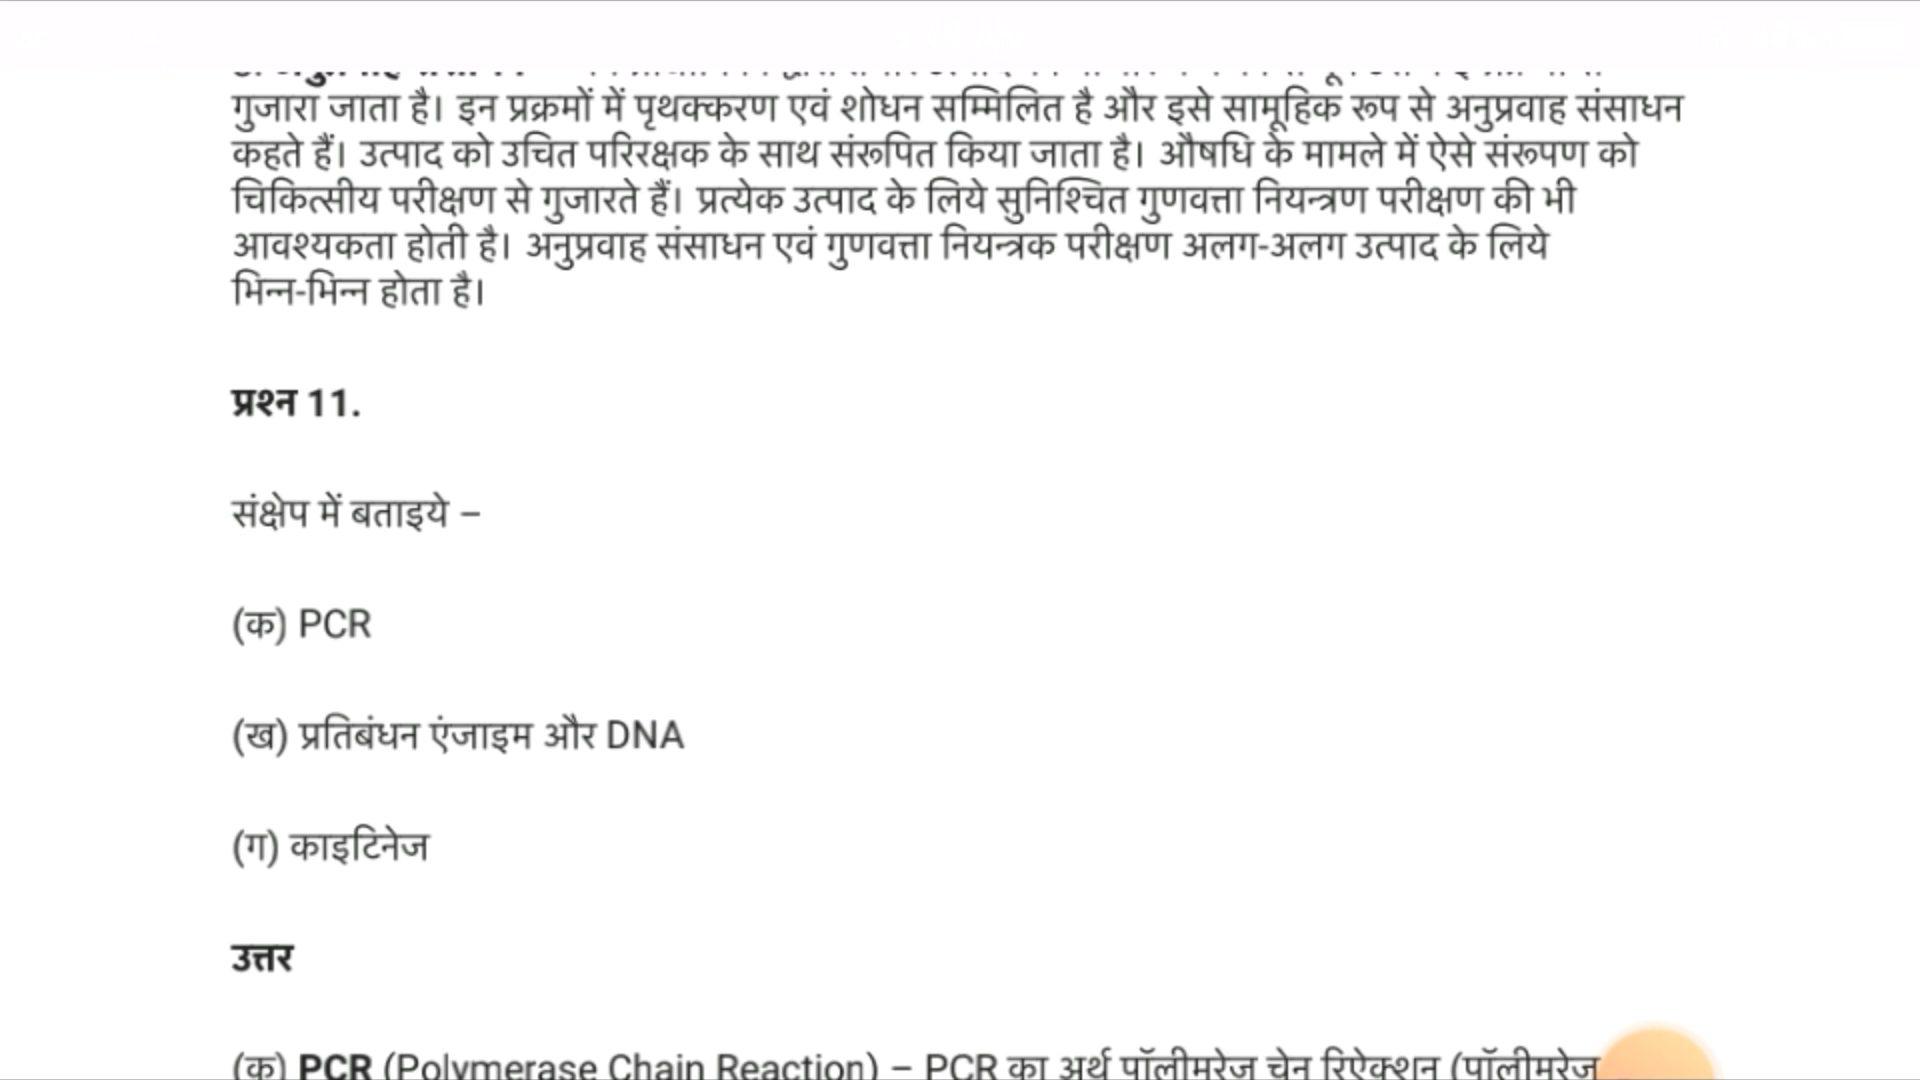 गुजारा जाता है। इन प्रक्रमों में पृथक्करण एवं शोधन सम्मिलित है और इसे सामूहिक रूप से अनुप्रवाह संसाधन
कहते हैं। उत्पाद को उचित परिरक्षक के साथ संरूपित किया जाता है। औषधि के मामले में ऐसे संरूपण को
चिकित्सीय परीक्षण से गुजारते हैं। प्रत्येक उत्पाद के लिये सुनिश्चित गुणवत्ता नियन्त्रण परीक्षण की भी
आवश्यकता होती है। अनुप्रवाह संसाधन एवं गुणवत्ता नियन्त्रक परीक्षण अलग-अलग उत्पाद के लिये
भिन्न-भिन्न होता है।
प्रश्न 11.
संक्षेप में बताइये –
(क) PCR
(ख) प्रतिबंधन एंजाइम और DNA
(ग) काइटिनेज
उत्तर
(क) PCR (Polymerase Chain Reaction) – PCR का अर्थ पॉलीमरेज चेन रिऐक्शन (पॉलीमरेज